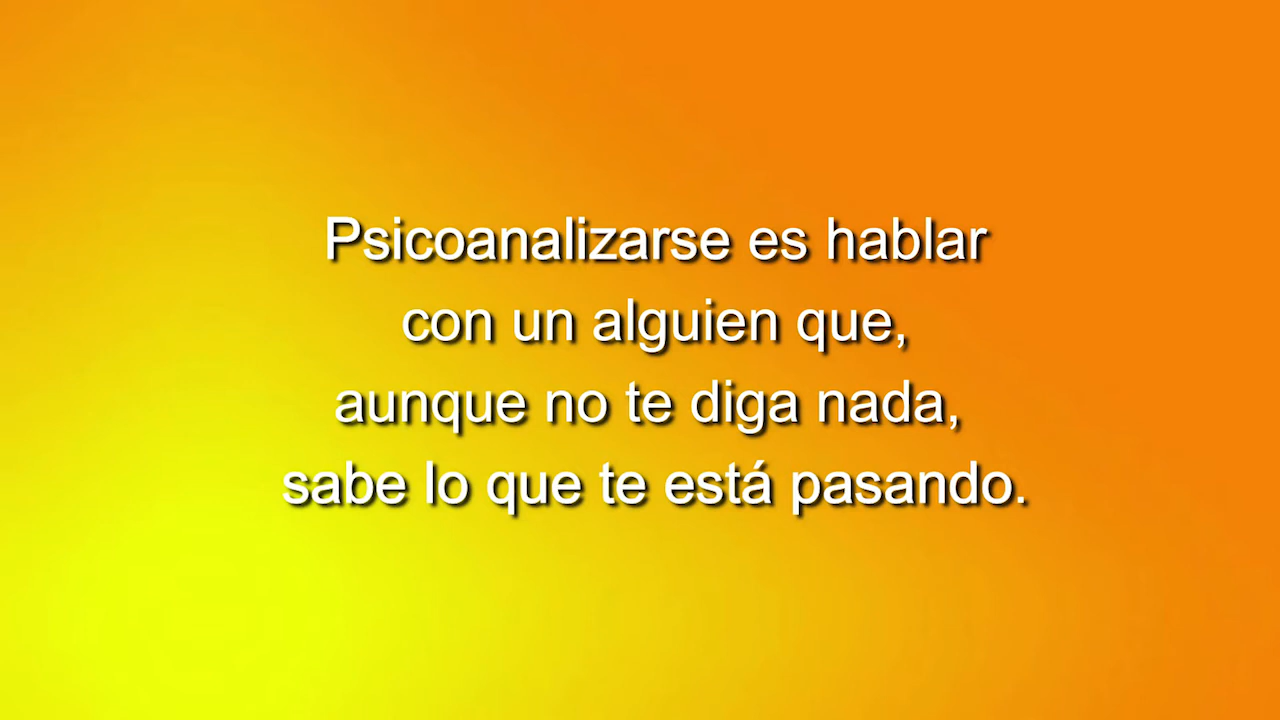 Psicoanalizarse es hablar
con un alguien que,
aunque no te diga nada,
sabe lo que te está pasando.